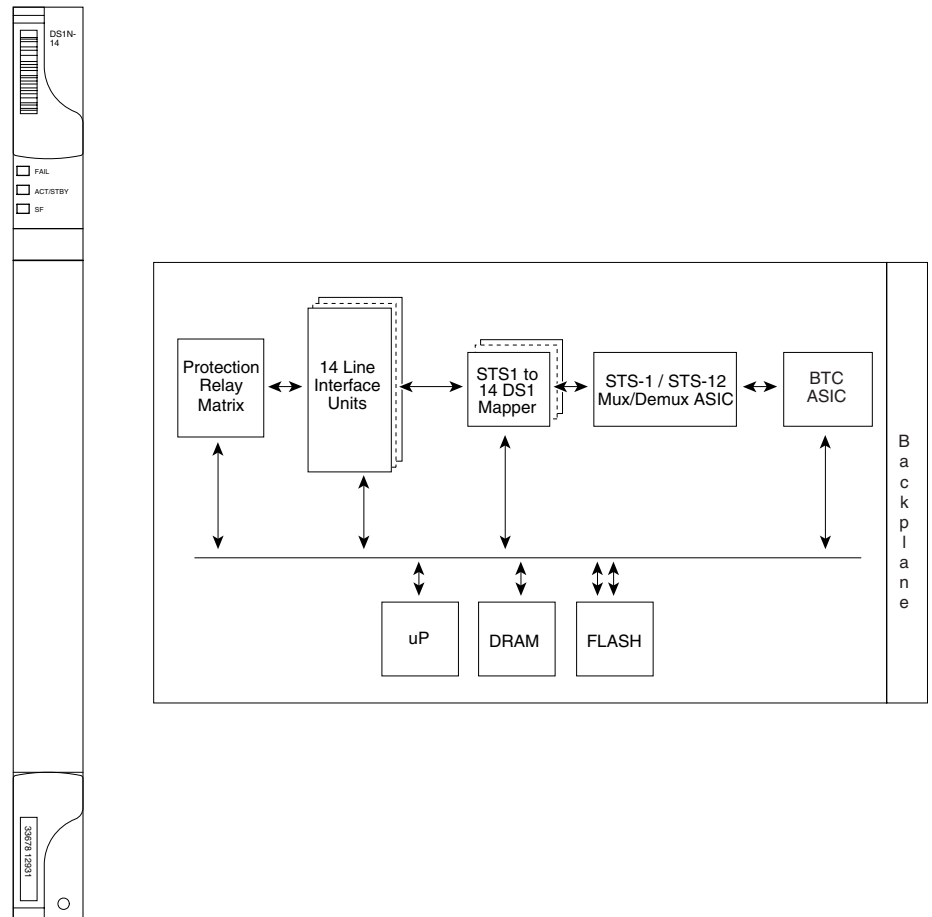 DS1N-
14
FAIL
ACT/STBY
SF
33678 12931
Protection
Relay
Matrix
14 Line
Interface
Units
STS1 to
14 DS1
Mapper
STS-1 / STS-12
Mux/Demux ASIC
BTC
ASIC
uP
DRAM
FLASH
Backplane